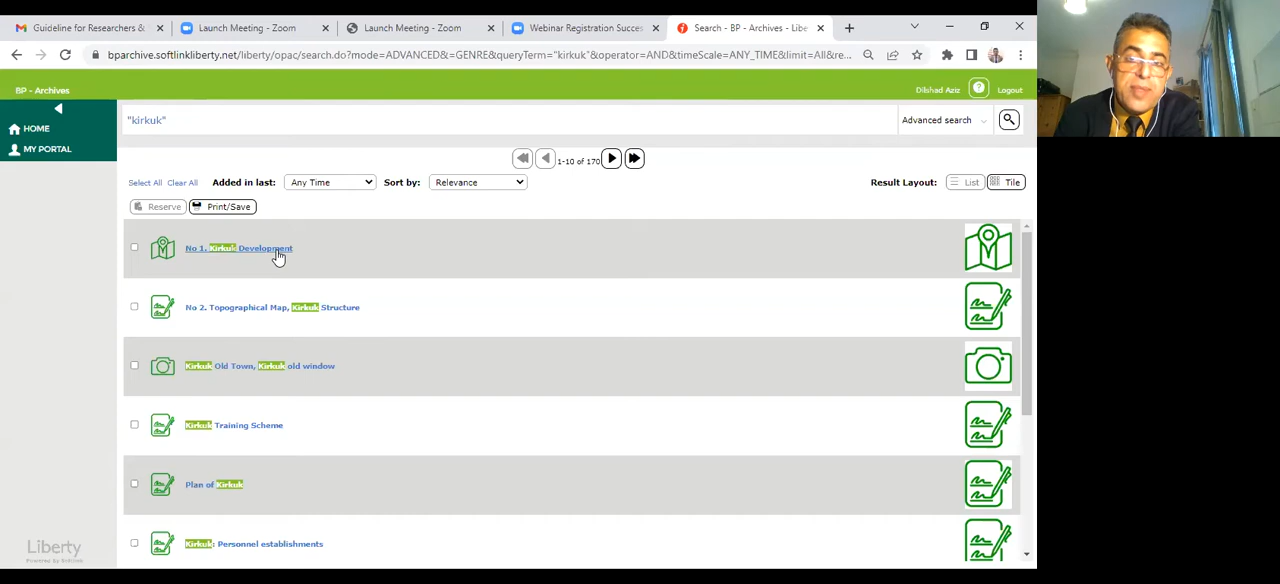 Guideline for Researchers &
Launch Meeting - Zoom
Launch Meeting - Zoom
Webinar Registration Succes
Search - BP - Archives - Libe
bparchive.softlinkliberty.net/liberty/opac/search.do?mode=ADVANCED&=GENRE&queryTerm="kirkuk"&operator=AND&timeScale=ANY_TIME&limit=All&re...
BP - Archives
Dilshad Aziz
Logout
HOME
MY PORTAL
"kirkuk"
Advanced search
1-10 of 170
Select All Clear All Added in last: Any Time Sort by: Relevance Result Layout: List Tile
Reserve Print/Save
No 1. Kirkuk Development
No 2. Topographical Map, Kirkuk Structure
Kirkuk Old Town, Kirkuk old window
Kirkuk Training Scheme
Plan of Kirkuk
Kirkuk: Personnel establishments
Liberty
Powered by Softlink